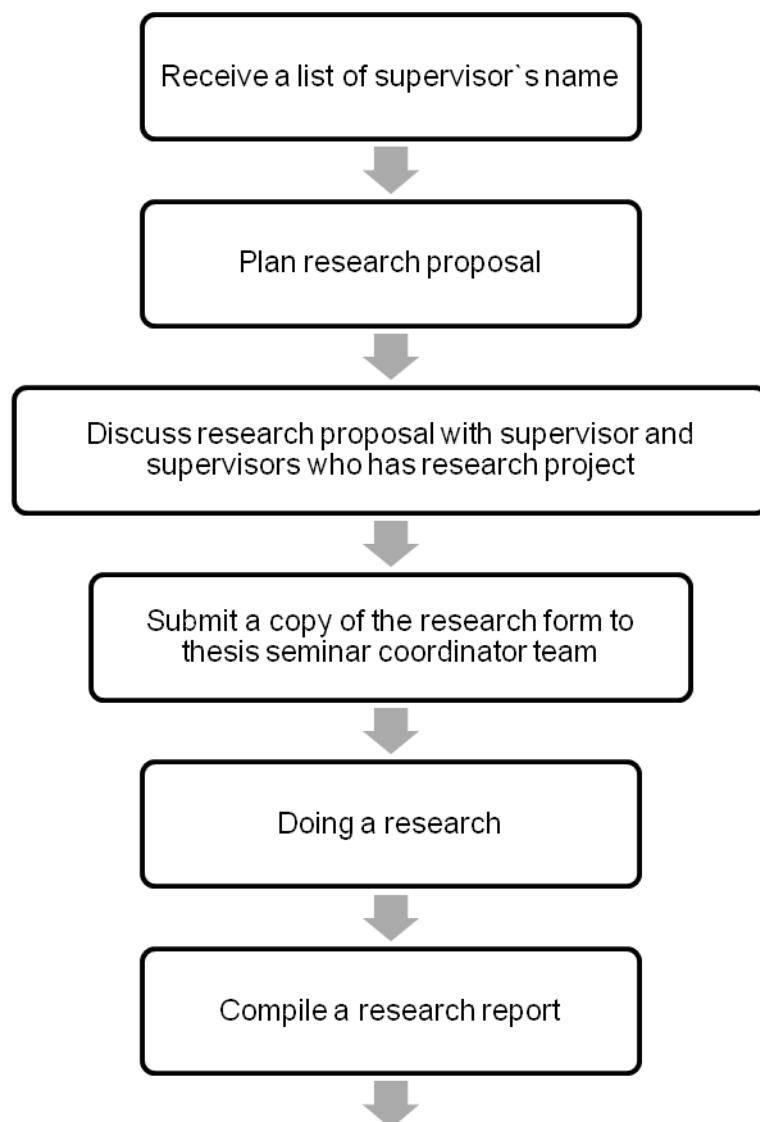 Receive a list of supervisor`s name
Plan research proposal
Discuss research proposal with supervisor and
supervisors who has research project
Submit a copy of the research form to
thesis seminar coordinator team
Doing a research
Compile a research report